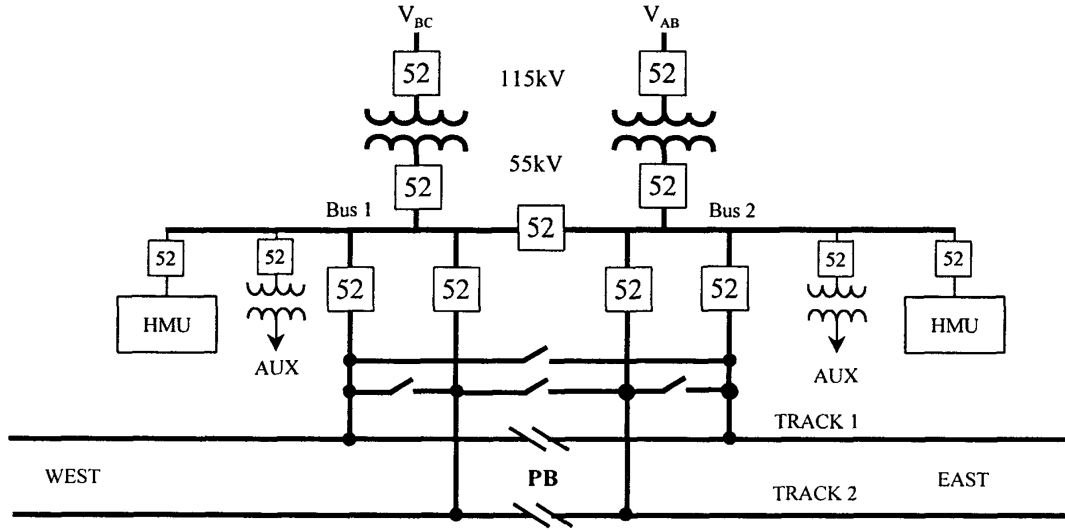 V_BC V_AB
52 52
115kV
55kV
52 52
Bus 1 52 Bus 2
52 52 52 52
52 52 52 52
HMU HMU
AUX AUX
TRACK 1
WEST PB EAST
TRACK 2